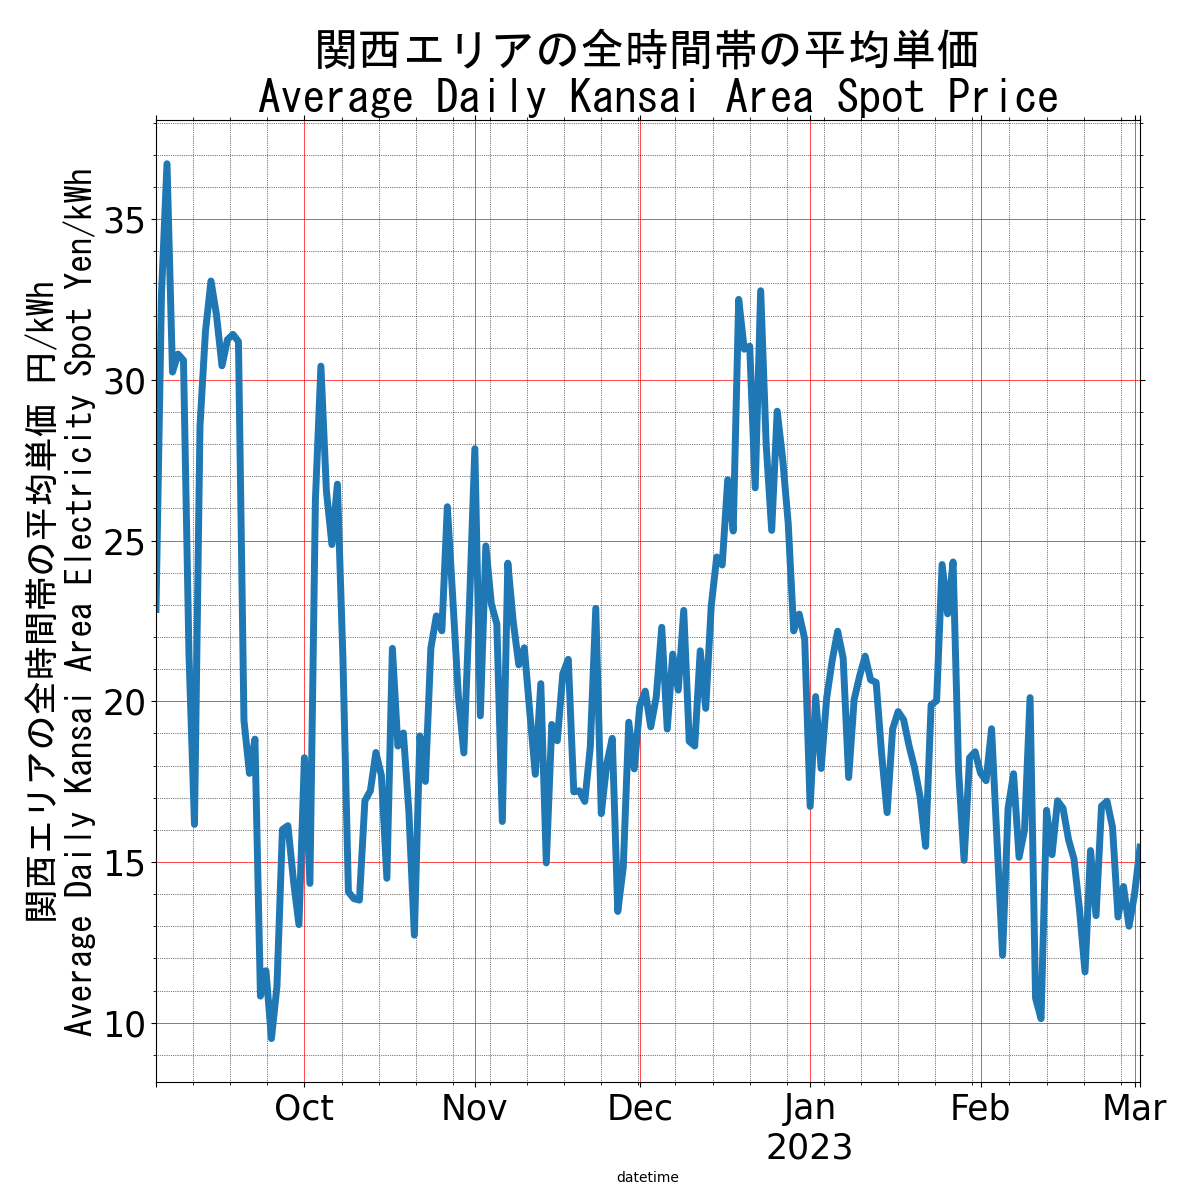 関西エリアの全時間帯の平均単価
Average Daily Kansai Area Spot Price
関西エリアの全時間帯の平均単価 円/kWh
Average Daily Kansai Area Electricity Spot Yen/kWh
35
30
25
20
15
10
Oct
Nov
Dec
Jan
2023
Feb
Mar
datetime